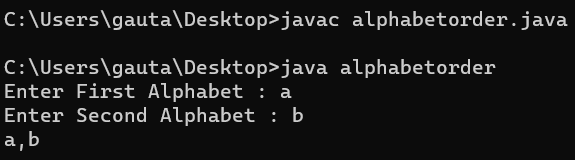 C:\Users\gauta\Desktop>javac alphabetorder.java
C:\Users\gauta\Desktop>java alphabetorder
Enter First Alphabet : a
Enter Second Alphabet : b
a,b